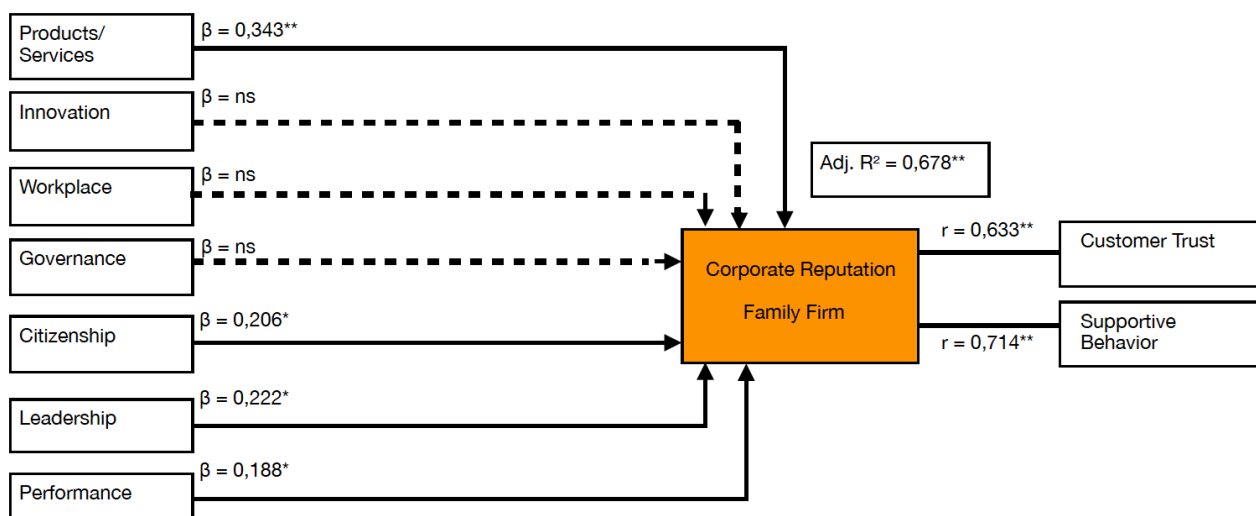 Products/
Services
β = 0,343**
Innovation
β = ns
Workplace
β = ns
Governance
β = ns
Citizenship
β = 0,206*
Leadership
β = 0,222*
Performance
β = 0,188*
Adj. R² = 0,678**
Corporate Reputation
Family Firm
r = 0,633**
Customer Trust
r = 0,714**
Supportive
Behavior